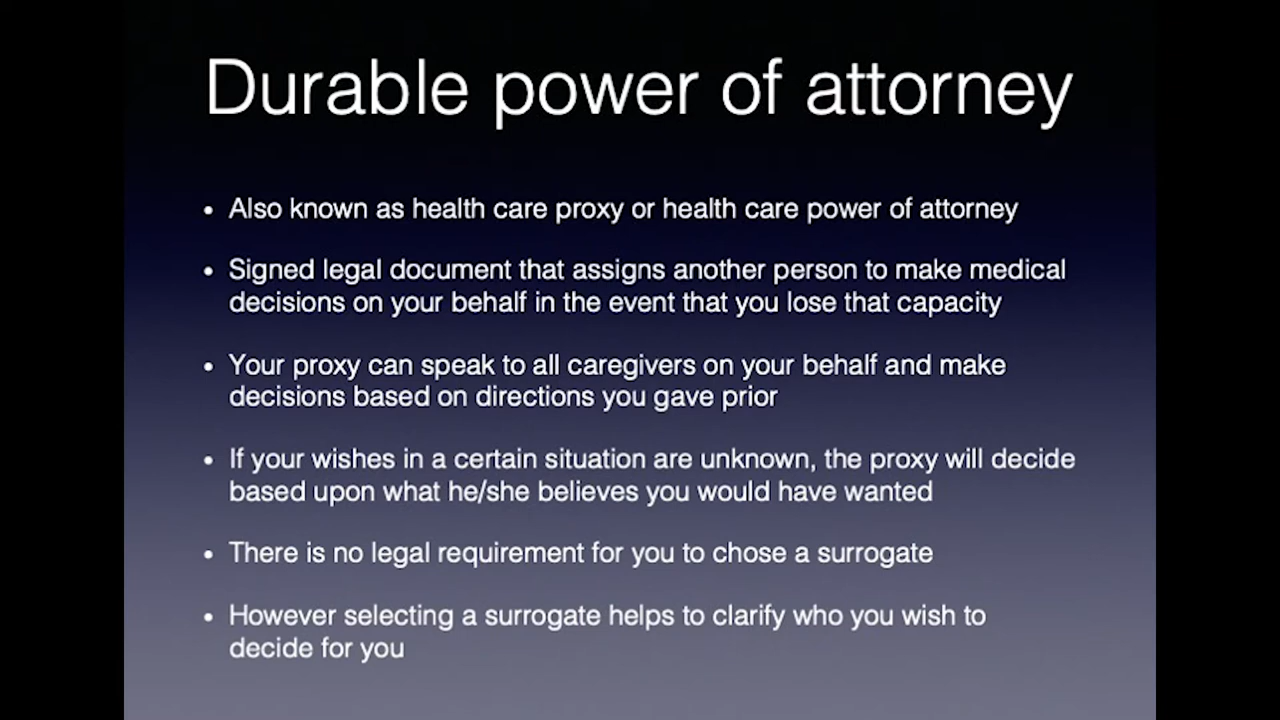 Durable power of attorney
• Also known as health care proxy or health care power of attorney
• Signed legal document that assigns another person to make medical
decisions on your behalf in the event that you lose that capacity
• Your proxy can speak to all caregivers on your behalf and make
decisions based on directions you gave prior
• If your wishes in a certain situation are unknown, the proxy will decide
based upon what he/she believes you would have wanted
• There is no legal requirement for you to chose a surrogate
• However selecting a surrogate helps to clarify who you wish to
decide for you